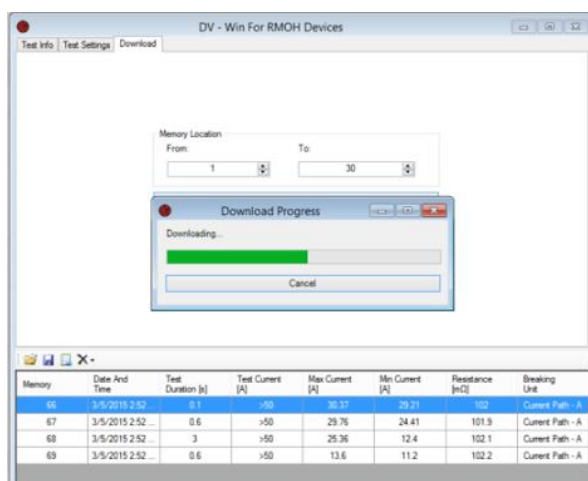 DV - Win For RMOH Devices
Test Info Test Settings Download
Memory Location
From: To:
1 30
Download Progress
Downloading...
Cancel
Memory Date And Time Test Duration [s] Test Current [A] Max Current [A] Min Current [A] Resistance [mΩ] Breaking Unit
66 3/5/2015 2:52 ... 0.1 >50 30.37 29.21 102 Current Path - A
67 3/5/2015 2:52 ... 0.6 >50 29.76 24.41 101.9 Current Path - A
68 3/5/2015 2:52 ... 3 >50 25.36 12.4 102.1 Current Path - A
69 3/5/2015 2:52 ... 0.6 >50 13.6 11.2 102.2 Current Path - A